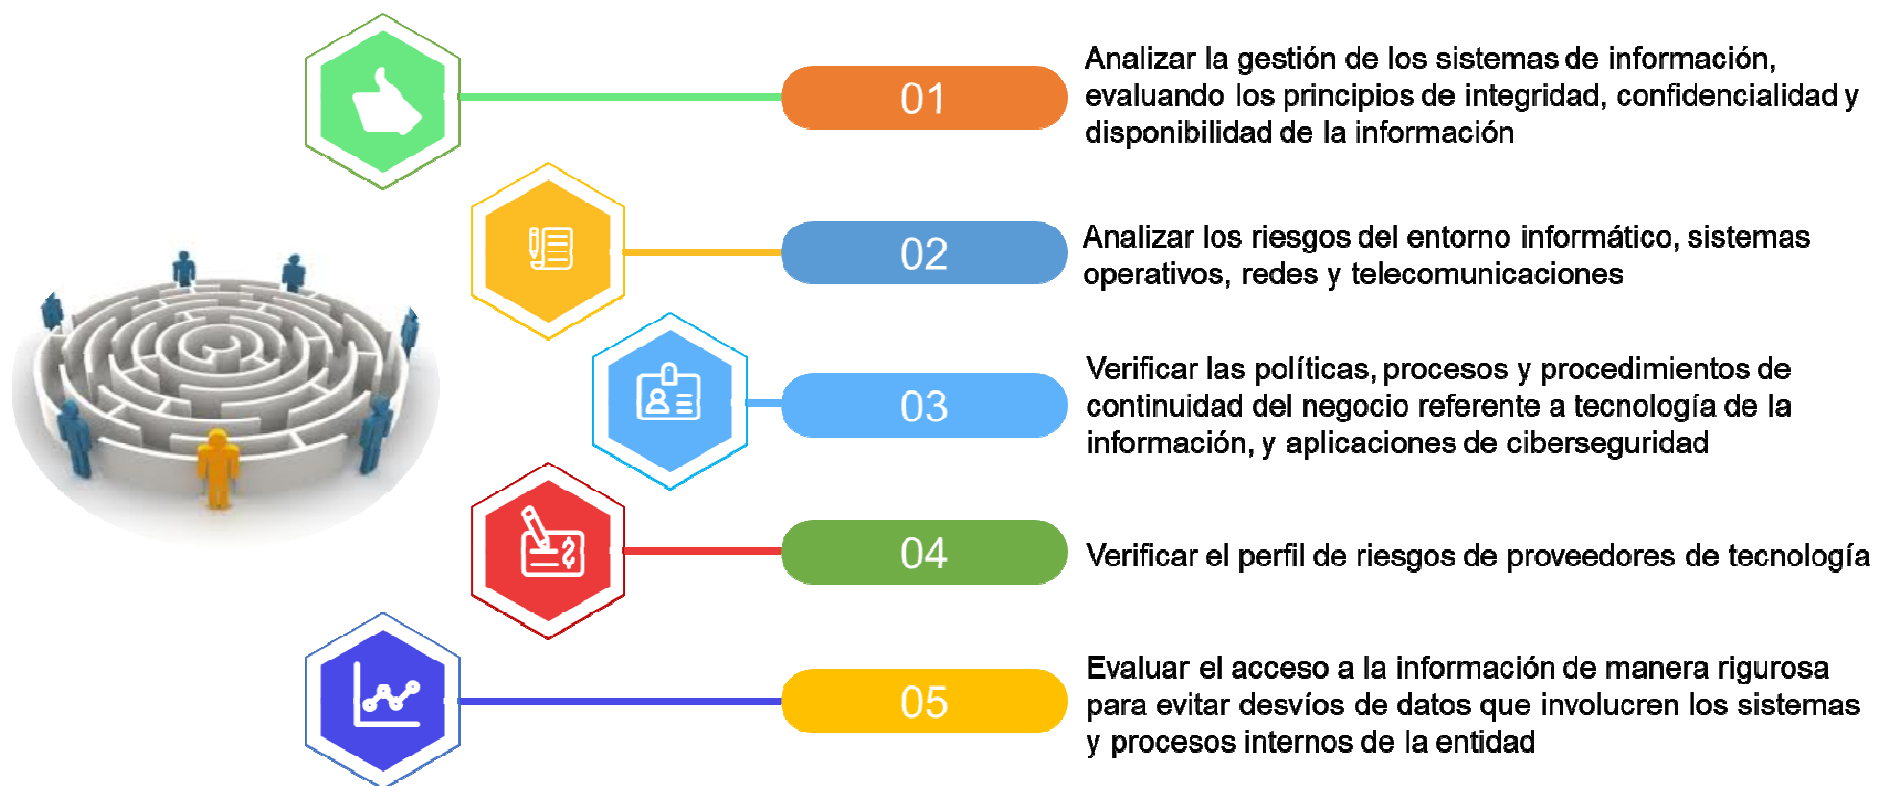 01
Analizar la gestión de los sistemas de información,
evaluando los principios de integridad, confidencialidad y
disponibilidad de la información
02
Analizar los riesgos del entorno informático, sistemas
operativos, redes y telecomunicaciones
03
Verificar las políticas, procesos y procedimientos de
continuidad del negocio referente a tecnología de la
información, y aplicaciones de ciberseguridad
04
Verificar el perfil de riesgos de proveedores de tecnología
05
Evaluar el acceso a la información de manera rigurosa
para evitar desvíos de datos que involucren los sistemas
y procesos internos de la entidad